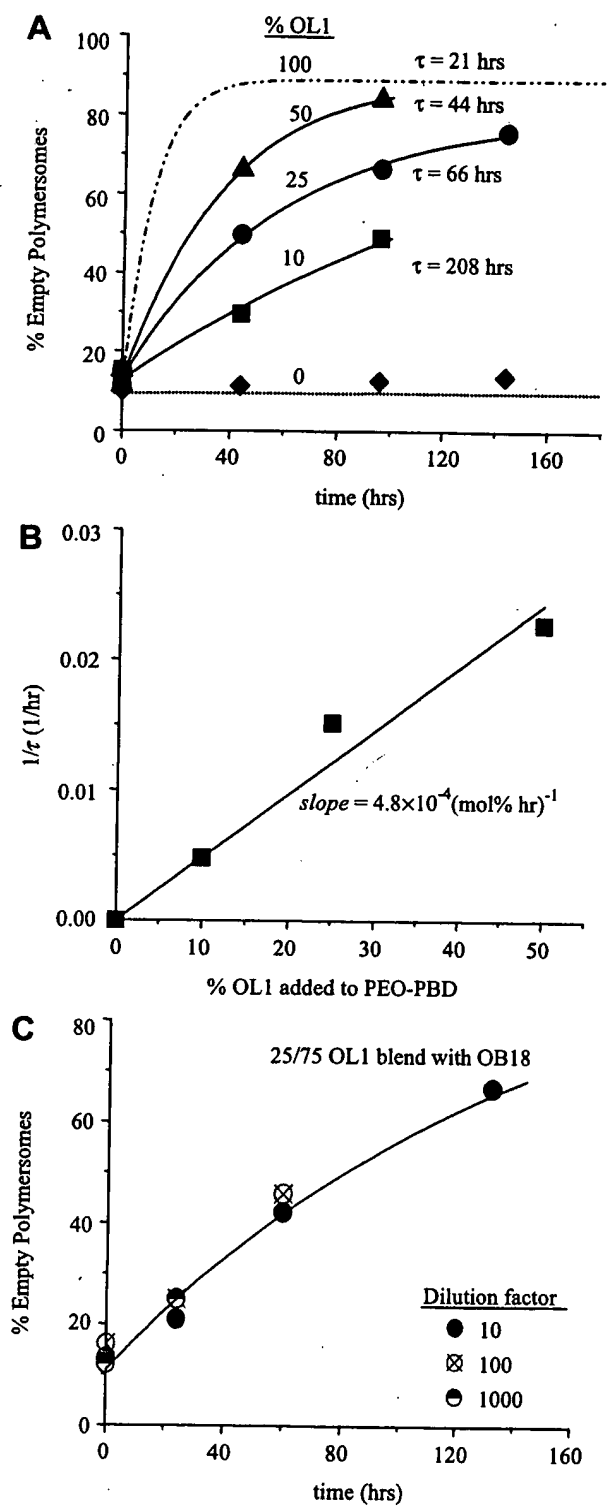 A
% OL1
100
80
60
40
20
0
% Empty Polymersomes
100
τ = 21 hrs
50
τ = 44 hrs
25
τ = 66 hrs
10
τ = 208 hrs
0
0 40 80 120 160
time (hrs)
B
0.03
0.02
0.01
0.00
1/τ (1/hr)
slope = 4.8×10⁻⁴(mol% hr)⁻¹
0 10 20 30 40 50
% OL1 added to PEO-PBD
C
80
60
40
20
0
% Empty Polymersomes
25/75 OL1 blend with OB18
Dilution factor
10
100
1000
0 40 80 120 160
time (hrs)